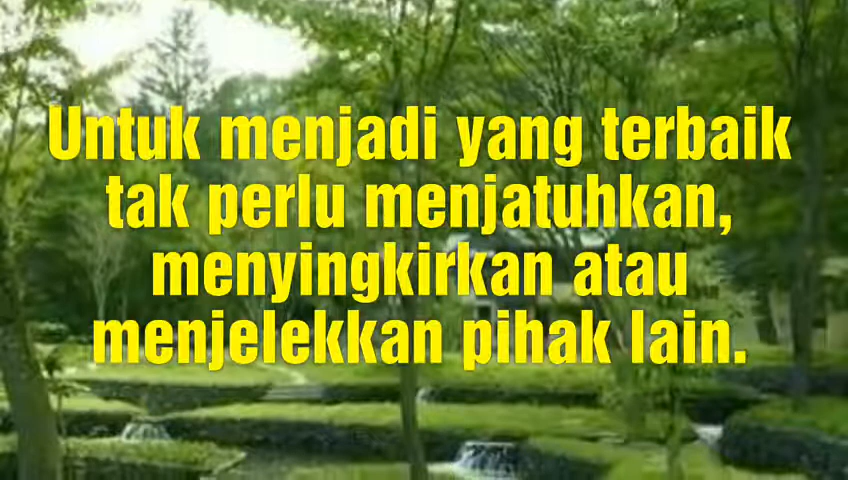 Untuk menjadi yang terbaik
tak perlu menjatuhkan,
menyingkirkan atau
menjelekkan pihak lain.